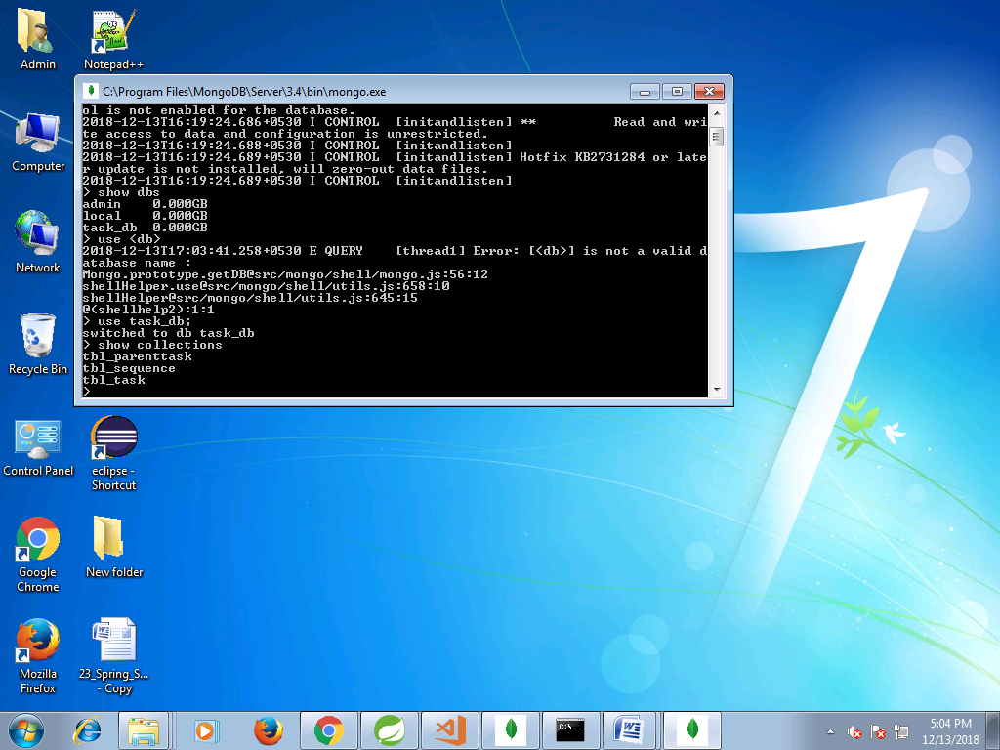 Admin
Notepad++
Computer
Network
Recycle Bin
Control Panel
eclipse -
Shortcut
Google
Chrome
New folder
Mozilla
Firefox
23_Spring_S...
- Copy
C:\Program Files\MongoDB\Server\3.4\bin\mongo.exe
ol is not enabled for the database.
2018-12-13T16:19:24.686+0530 I CONTROL  [initandlisten] **          Read and wri
te access to data and configuration is unrestricted.
2018-12-13T16:19:24.688+0530 I CONTROL  [initandlisten]
2018-12-13T16:19:24.689+0530 I CONTROL  [initandlisten] Hotfix KB2731284 or late
r update is not installed, will zero-out data files.
2018-12-13T16:19:24.689+0530 I CONTROL  [initandlisten]
> show dbs
admin    0.000GB
local    0.000GB
task_db  0.000GB
> use <db>
2018-12-13T17:03:41.258+0530 E QUERY    [thread1] Error: [<db>] is not a valid d
atabase name :
Mongo.prototype.getDB@src/mongo/shell/mongo.js:56:12
shellHelper.use@src/mongo/shell/utils.js:658:10
shellHelper@src/mongo/shell/utils.js:645:15
@(shellhelp2):1:1
> use task_db;
switched to db task_db
> show collections
tbl_parenttask
tbl_sequence
tbl_task
>
C:\_
5:04 PM
12/13/2018